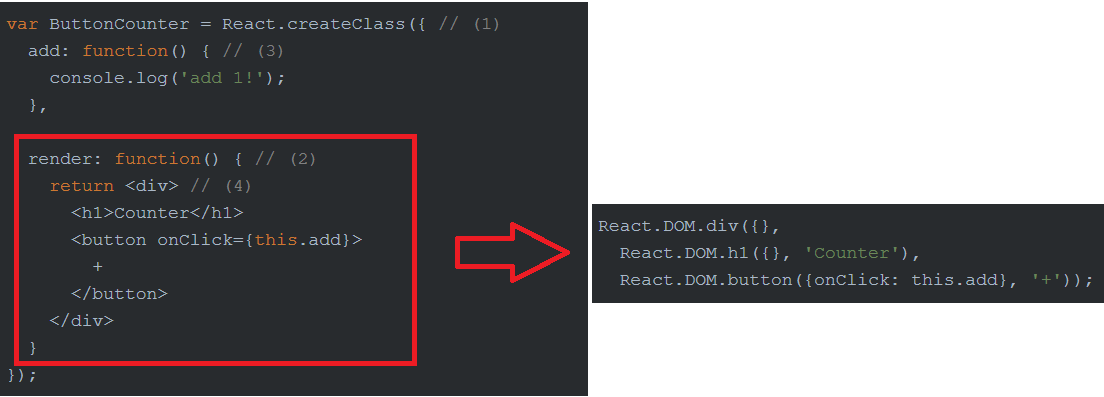 var ButtonCounter = React.createClass({ // (1)
  add: function() { // (3)
    console.log('add 1!');
  },
  render: function() { // (2)
    return <div> // (4)
      <h1>Counter</h1>
      <button onClick={this.add}>
        +
      </button>
    </div>
  }
});
React.DOM.div({},
  React.DOM.h1({}, 'Counter'),
  React.DOM.button({onClick: this.add}, '+'));